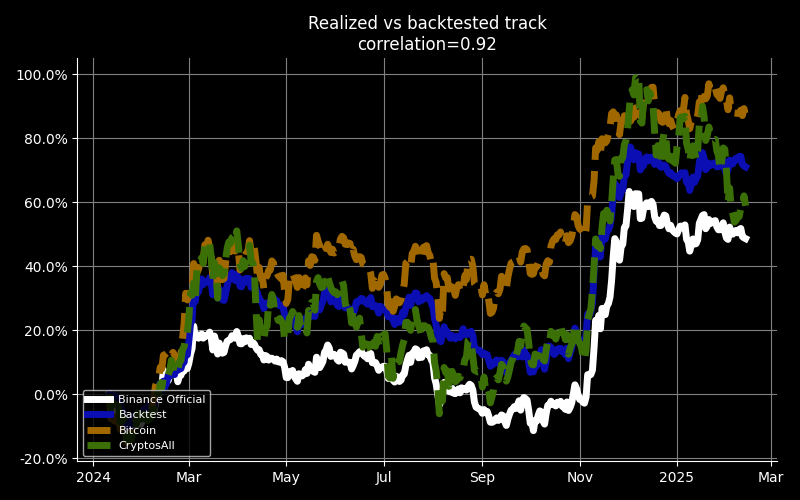 Realized vs backtested track
correlation=0.92
100.0%
80.0%
60.0%
40.0%
20.0%
0.0%
-20.0%
Binance Official
Backtest
Bitcoin
CryptosAll
2024
Mar
May
Jul
Sep
Nov
2025
Mar